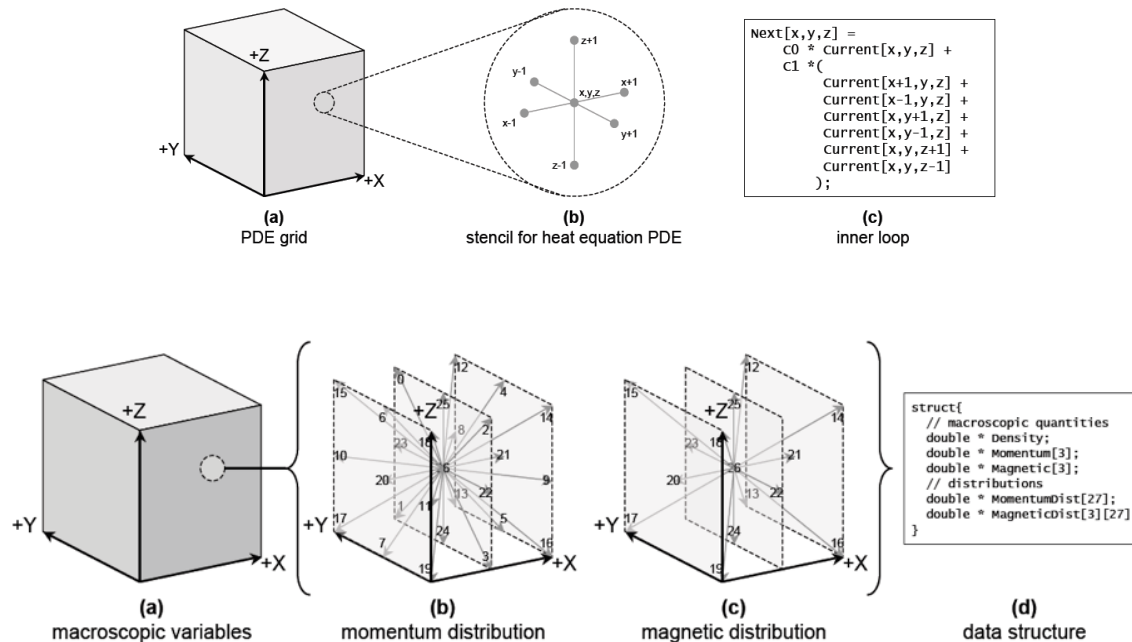 +Z
+Y
+X
(a)
PDE grid
z+1
y-1
x+1
x,y,z
x-1
y+1
z-1
(b)
stencil for heat equation PDE
Next[x,y,z] =
C0 * Current[x,y,z] +
C1 *(
Current[x+1,y,z] +
Current[x-1,y,z] +
Current[x,y+1,z] +
Current[x,y-1,z] +
Current[x,y,z+1] +
Current[x,y,z-1]
);
(c)
inner loop
+Z
+Y
+X
(a)
macroscopic variables
12
0
15
4
25
14
6
+Z
2
18
8
23
21
10
26
20
9
22
13
1
11
5
+Y
17
24
7
16
3
19
+X
(b)
momentum distribution
12
15
25
14
+Z
18
23
21
26
20
22
13
+Y
17
24
16
19
+X
(c)
magnetic distribution
struct{
// macroscopic quantities
double * Density;
double * Momentum[3];
double * Magnetic[3];
// distributions
double * MomentumDist[27];
double * MagneticDist[3][27]
}
(d)
data structure